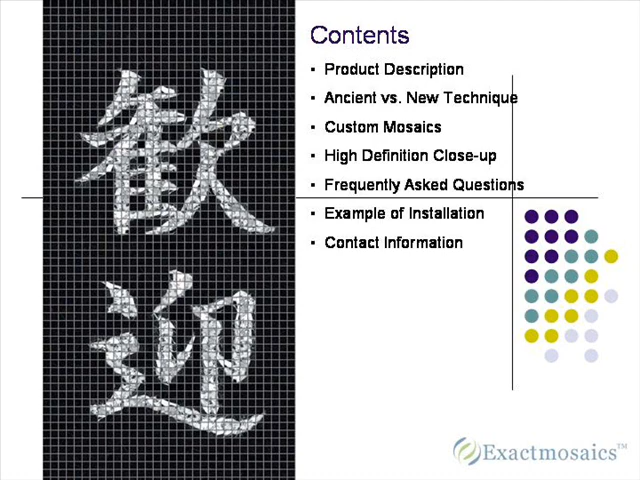 歡
迎
Contents
▪ Product Description
▪ Ancient vs. New Technique
▪ Custom Mosaics
▪ High Definition Close-up
▪ Frequently Asked Questions
▪ Example of Installation
▪ Contact Information
Exactmosaics™